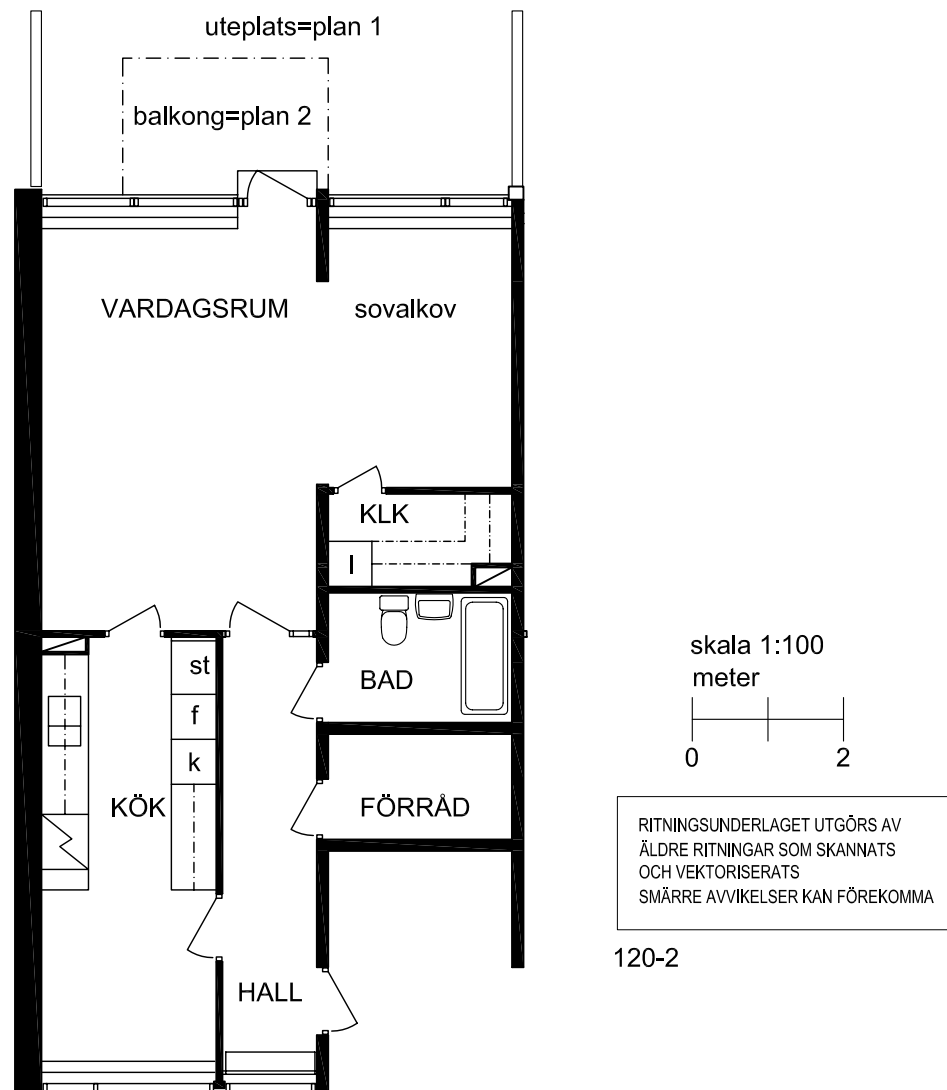 uteplats=plan 1
balkong=plan 2
VARDAGSRUM
sovalkov
KLK
l
st
BAD
f
k
KÖK
FÖRRÅD
HALL
skala 1:100
meter
0 2
RITNINGSUNDERLAGET UTGÖRS AV
ÄLDRE RITNINGAR SOM SKANNATS
OCH VEKTORISERATS
SMÄRRE AVVIKELSER KAN FÖREKOMMA
120-2